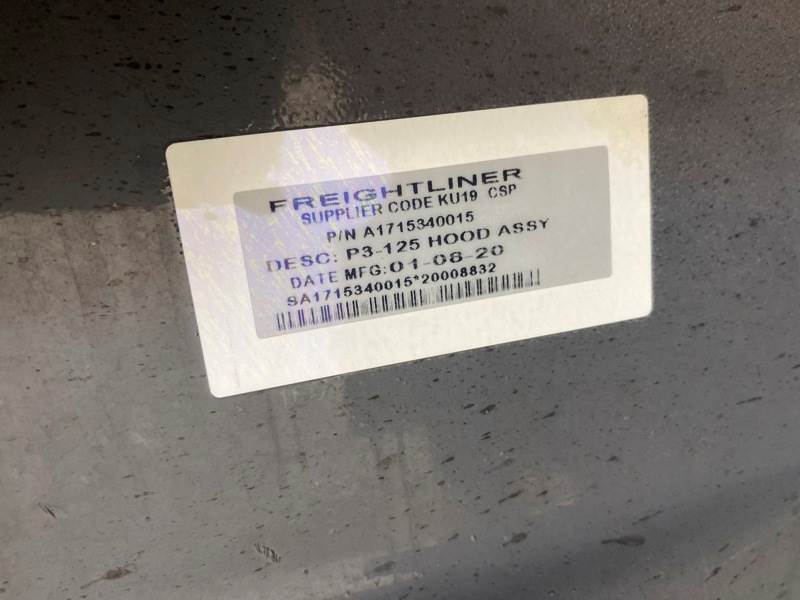 FREIGHTLINER
SUPPLIER CODE KU19 CSP
P/N A1715340015
DESC: P3-125 HOOD ASSY
DATE MFG:01-08-20
SA1715340015*20008832